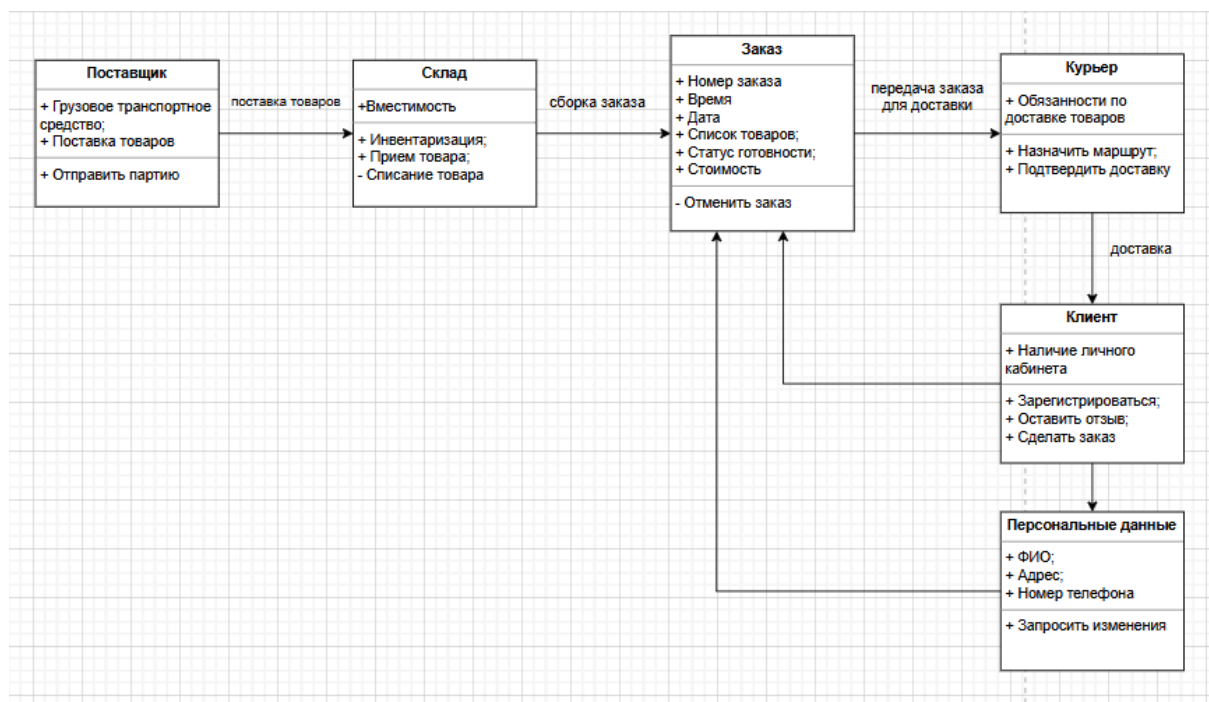 Поставщик
+ Грузовое транспортное
средство;
+ Поставка товаров
+ Отправить партию
поставка товаров
Склад
+Вместимость
+ Инвентаризация;
+ Прием товара;
- Списание товара
сборка заказа
Заказ
+ Номер заказа
+ Время
+ Дата
+ Список товаров;
+ Статус готовности;
+ Стоимость
- Отменить заказ
передача заказа
для доставки
Курьер
+ Обязанности по
доставке товаров
+ Назначить маршрут;
+ Подтвердить доставку
доставка
Клиент
+ Наличие личного
кабинета
+ Зарегистрироваться;
+ Оставить отзыв;
+ Сделать заказ
Персональные данные
+ ФИО;
+ Адрес;
+ Номер телефона
+ Запросить изменения